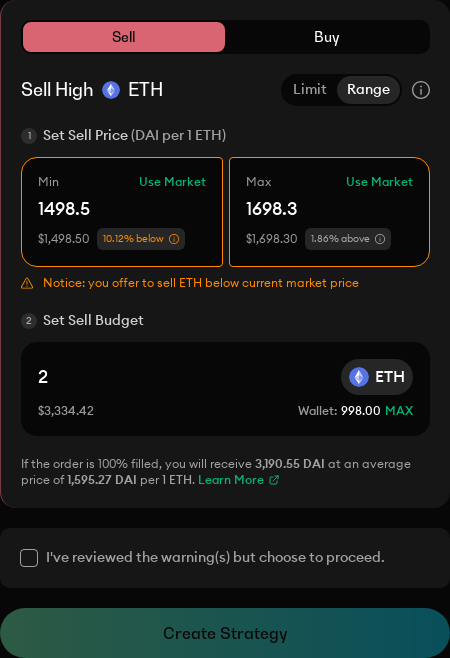 Sell Buy
Sell High ETH Limit Range
1 Set Sell Price (DAI per 1 ETH)
Min Use Market Max Use Market
1498.5 1698.3
$1,498.50 10.12% below $1,698.30 1.86% above
Notice: you offer to sell ETH below current market price
2 Set Sell Budget
2 ETH
$3,334.42 Wallet: 998.00 MAX
If the order is 100% filled, you will receive 3,190.55 DAI at an average
price of 1,595.27 DAI per 1 ETH. Learn More
I've reviewed the warning(s) but choose to proceed.
Create Strategy